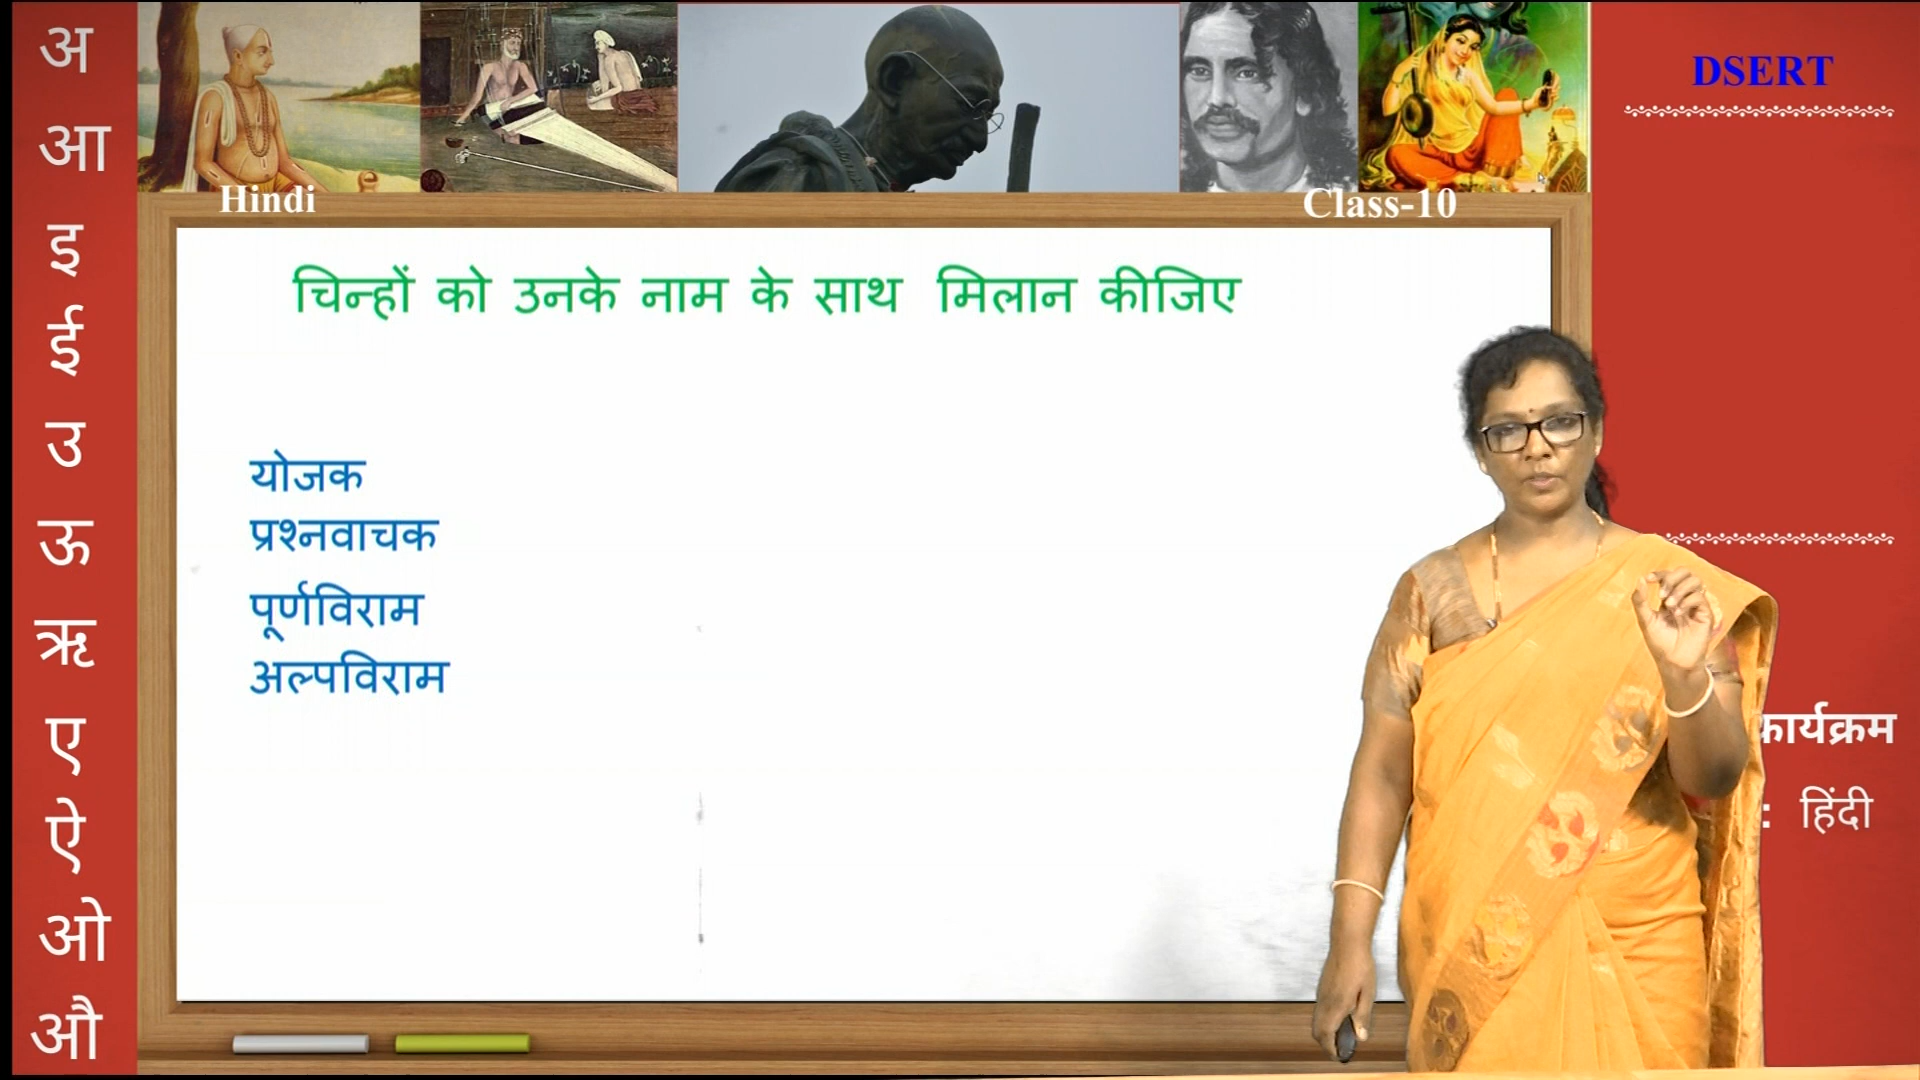 अ
आ
इ
ई
उ
ऊ
ऋ
ए
ऐ
ओ
औ
Hindi
Class-10
DSERT
चिन्हों को उनके नाम के साथ मिलान कीजिए
योजक
प्रश्नवाचक
पूर्णविराम
अल्पविराम
कार्यक्रम
: हिंदी